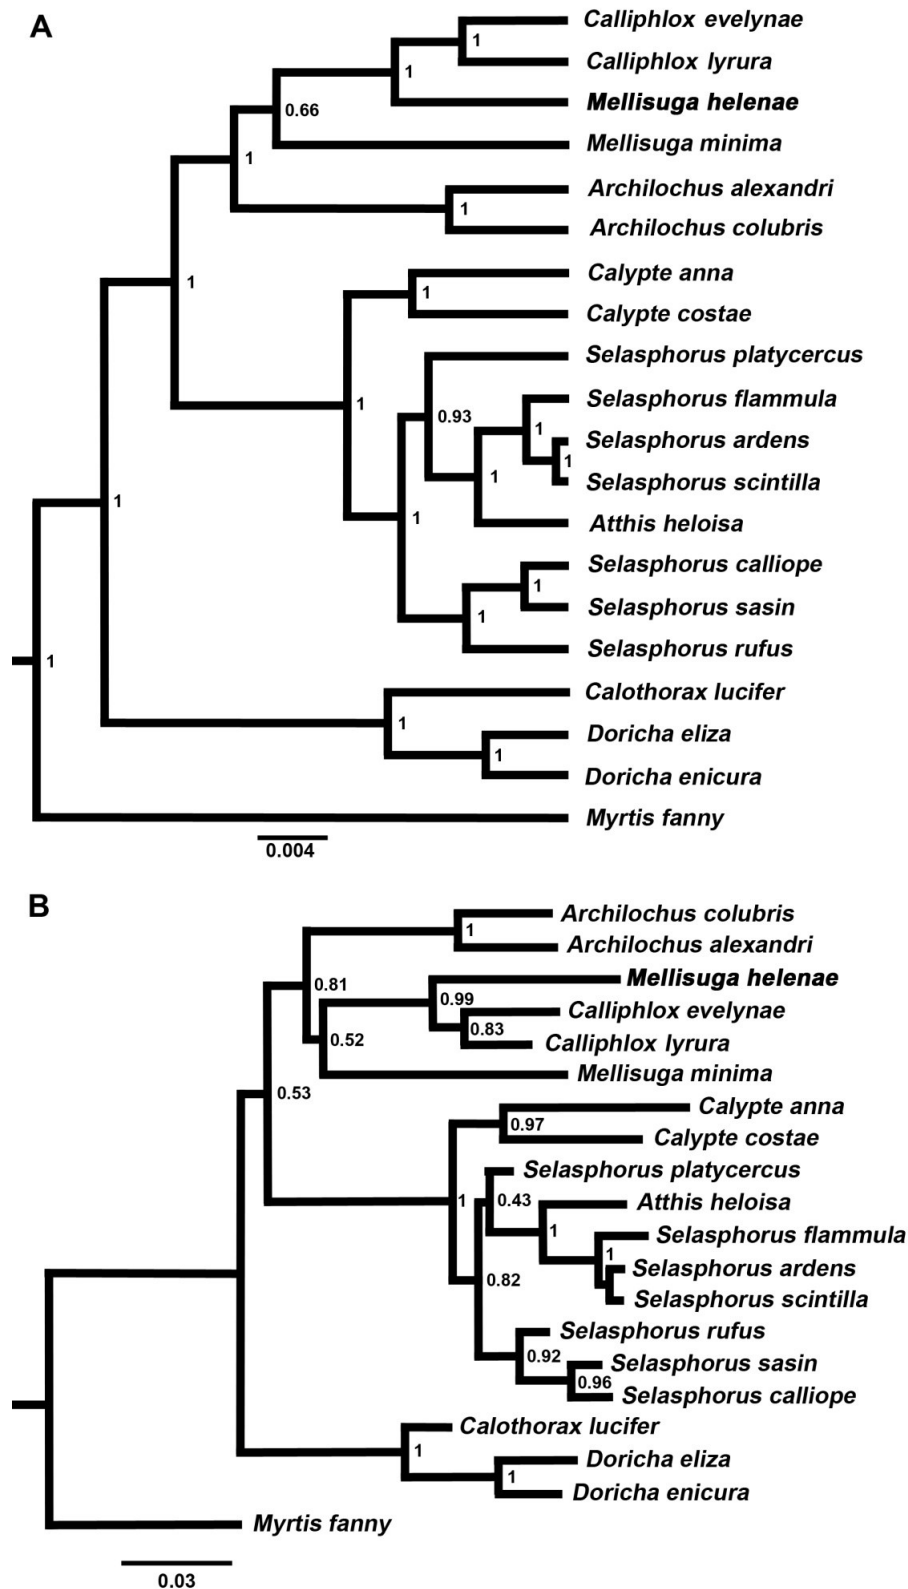 A
Calliphlox evelynae
1
Calliphlox lyrura
1
Mellisuga helenae
0.66
Mellisuga minima
1
Archilochus alexandri
1
Archilochus colubris
Calypte anna
1
1
Calypte costae
Selasphorus platycercus
1
Selasphorus flammula
0.93
1
Selasphorus ardens
1
1
Selasphorus scintilla
1
1
Atthis heloisa
Selasphorus calliope
1
Selasphorus sasin
1
Selasphorus rufus
1
Calothorax lucifer
1
Doricha eliza
1
Doricha enicura
Myrtis fanny
0.004
B
Archilochus colubris
1
Archilochus alexandri
0.81
Mellisuga helenae
0.99
Calliphlox evelynae
0.83
0.52
Calliphlox lyrura
Mellisuga minima
0.53
Calypte anna
0.97
Calypte costae
Selasphorus platycercus
1
0.43
Atthis heloisa
1
Selasphorus flammula
1
Selasphorus ardens
0.82
Selasphorus scintilla
Selasphorus rufus
0.92
Selasphorus sasin
0.96
Selasphorus calliope
Calothorax lucifer
1
Doricha eliza
1
Doricha enicura
Myrtis fanny
0.03